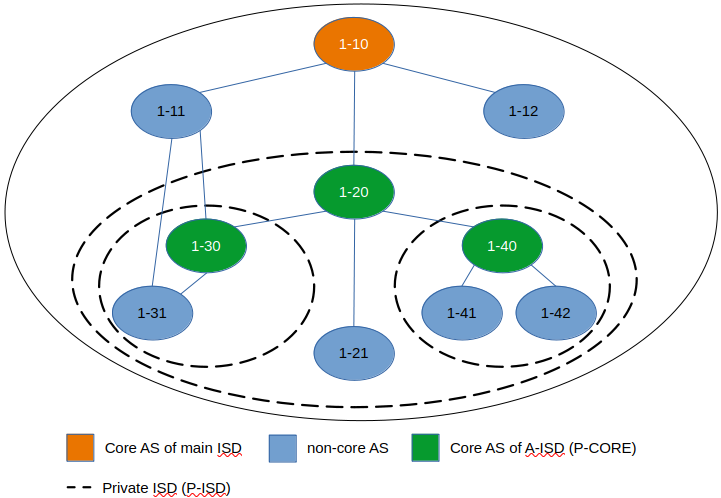 1-10
1-11
1-12
1-20
1-30
1-40
1-31
1-41
1-42
1-21
Core AS of main ISD
non-core AS
Core AS of A-ISD (P-CORE)
Private ISD (P-ISD)